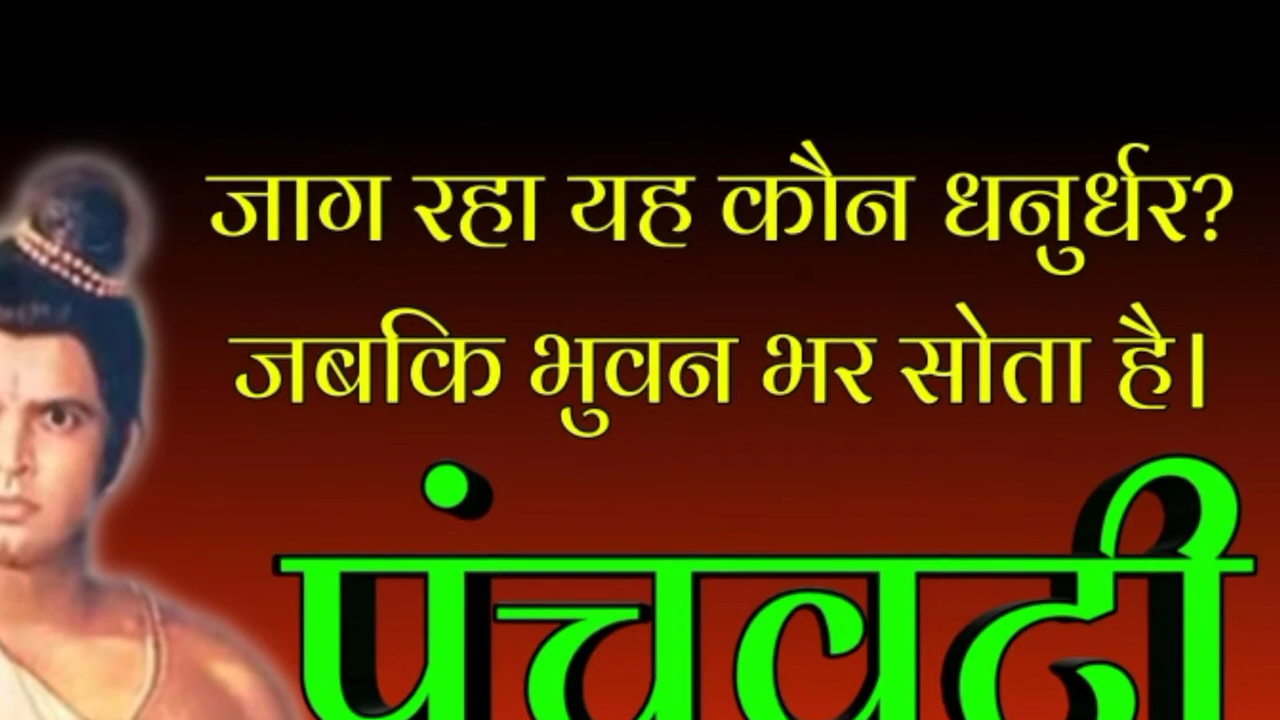 जाग रहा यह कौन धनुर्धर?
जबकि भुवन भर सोता है।
पंचवटी